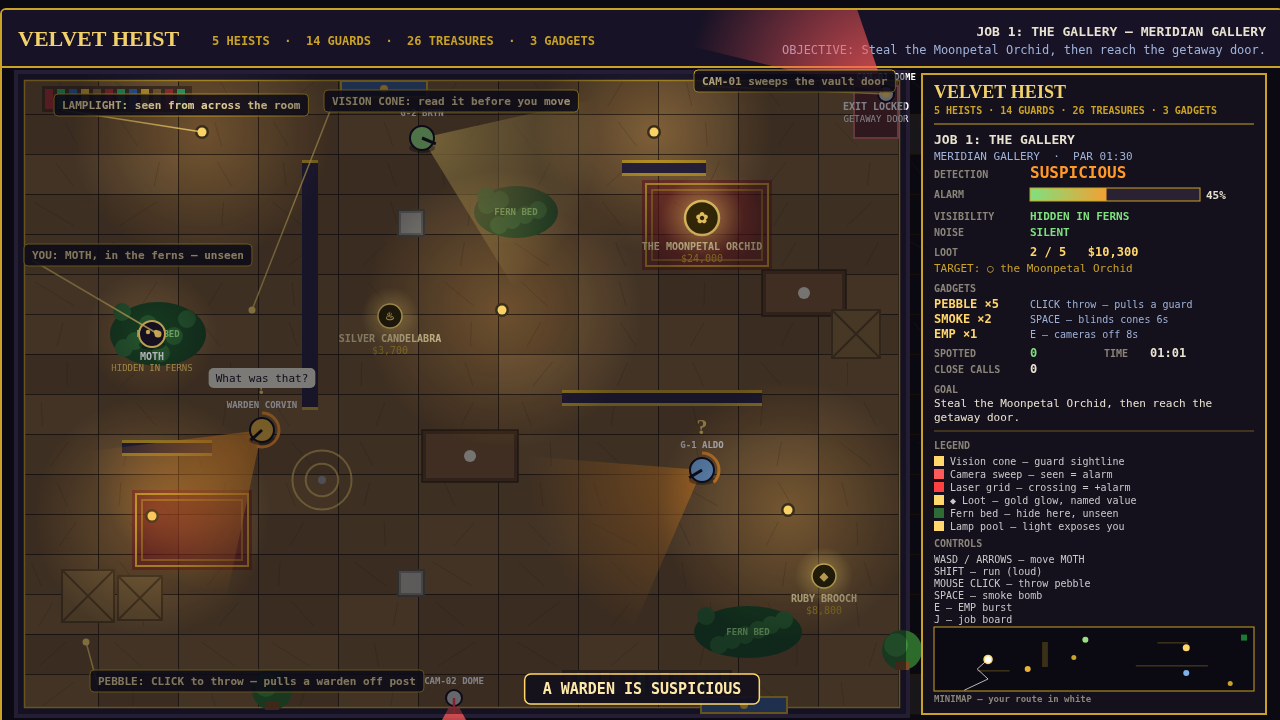 VELVET HEIST
5 HEISTS · 14 GUARDS · 26 TREASURES · 3 GADGETS
JOB 1: THE GALLERY — MERIDIAN GALLERY
OBJECTIVE: Steal the Moonpetal Orchid, then reach the getaway door.
LAMPLIGHT: seen from across the room
VISION CONE: read it before you move
CAM-01 sweeps the vault door
DOME
G-2 BRYN
EXIT LOCKED
GETAWAY DOOR
FERN BED
THE MOONPETAL ORCHID
$24,000
YOU: MOTH, in the ferns — unseen
BED
MOTH
HIDDEN IN FERNS
SILVER CANDELABRA
$3,700
What was that?
WARDEN CORVIN
?
G-1 ALDO
RUBY BROOCH
$8,800
FERN BED
PEBBLE: CLICK to throw — pulls a warden off post
CAM-02 DOME
A WARDEN IS SUSPICIOUS
VELVET HEIST
5 HEISTS · 14 GUARDS · 26 TREASURES · 3 GADGETS
JOB 1: THE GALLERY
MERIDIAN GALLERY · PAR 01:30
DETECTION SUSPICIOUS
ALARM 45%
VISIBILITY HIDDEN IN FERNS
NOISE SILENT
LOOT 2 / 5 $10,300
TARGET: ○ the Moonpetal Orchid
GADGETS
PEBBLE ×5 CLICK throw — pulls a guard
SMOKE ×2 SPACE — blinds cones 6s
EMP ×1 E — cameras off 8s
SPOTTED 0 TIME 01:01
CLOSE CALLS 0
GOAL
Steal the Moonpetal Orchid, then reach the
getaway door.
LEGEND
Vision cone — guard sightline
Camera sweep — seen = alarm
Laser grid — crossing = +alarm
◆ Loot — gold glow, named value
Fern bed — hide here, unseen
Lamp pool — light exposes you
CONTROLS
WASD / ARROWS — move MOTH
SHIFT — run (loud)
MOUSE CLICK — throw pebble
SPACE — smoke bomb
E — EMP burst
J — job board
MINIMAP — your route in white